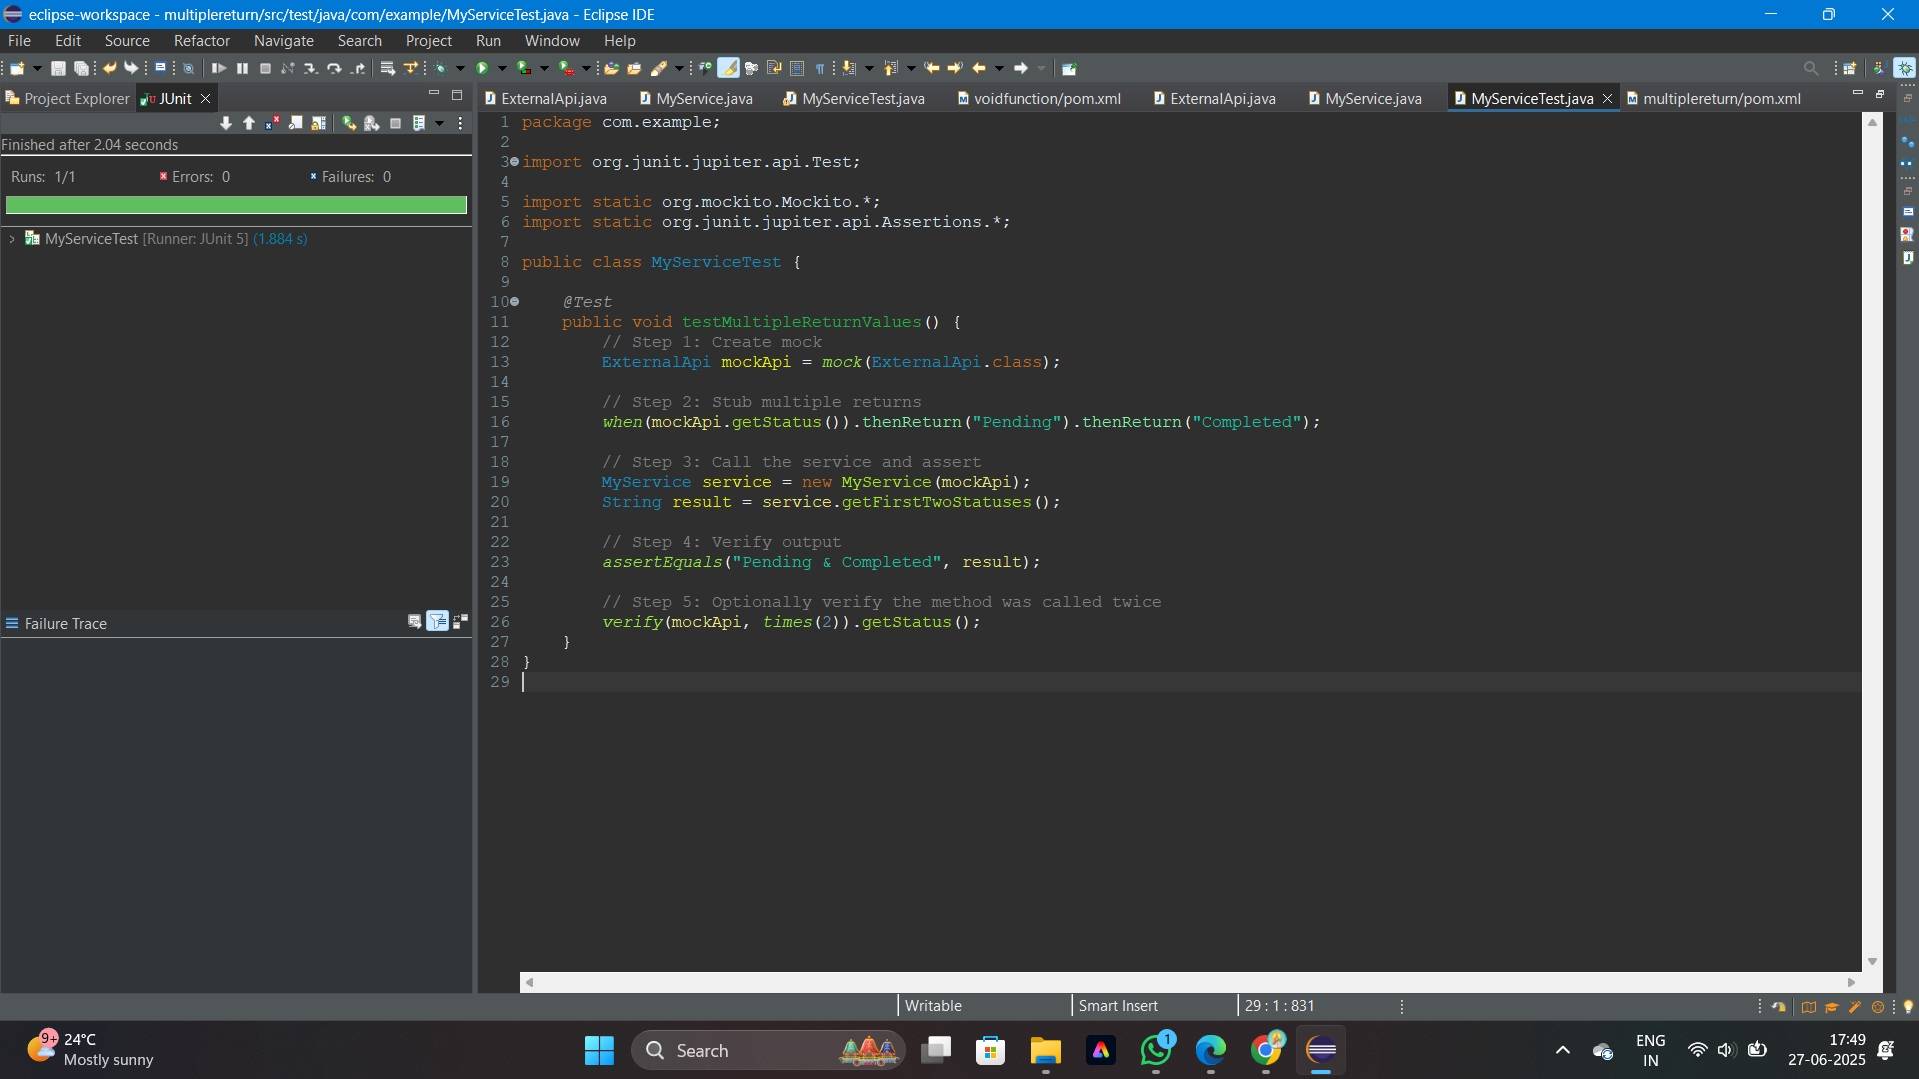 eclipse-workspace - multiplereturn/src/test/java/com/example/MyServiceTest.java - Eclipse IDE
File Edit Source Refactor Navigate Search Project Run Window Help
Project Explorer JUnit
ExternalApi.java MyService.java MyServiceTest.java voidfunction/pom.xml ExternalApi.java MyService.java MyServiceTest.java multiplereturn/pom.xml
Finished after 2.04 seconds
Runs: 1/1 Errors: 0 Failures: 0
MyServiceTest [Runner: JUnit 5] (1.884 s)
Failure Trace
1 package com.example;
2
3 import org.junit.jupiter.api.Test;
4
5 import static org.mockito.Mockito.*;
6 import static org.junit.jupiter.api.Assertions.*;
7
8 public class MyServiceTest {
9
10 @Test
11 public void testMultipleReturnValues() {
12 // Step 1: Create mock
13 ExternalApi mockApi = mock(ExternalApi.class);
14
15 // Step 2: Stub multiple returns
16 when(mockApi.getStatus()).thenReturn("Pending").thenReturn("Completed");
17
18 // Step 3: Call the service and assert
19 MyService service = new MyService(mockApi);
20 String result = service.getFirstTwoStatuses();
21
22 // Step 4: Verify output
23 assertEquals("Pending & Completed", result);
24
25 // Step 5: Optionally verify the method was called twice
26 verify(mockApi, times(2)).getStatus();
27 }
28 }
29
Writable Smart Insert 29 : 1 : 831
9+ 24°C
Mostly sunny
Search
1
ENG
IN
17:49
27-06-2025